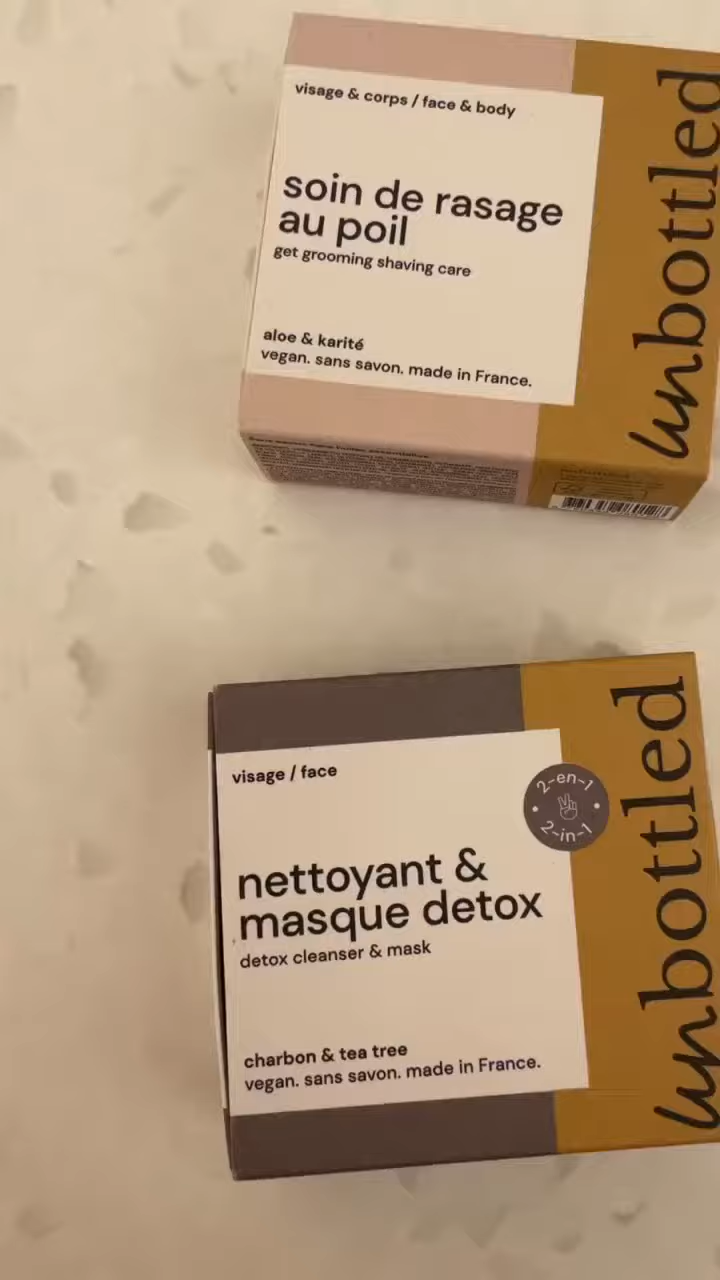 visage & corps / face & body
soin de rasage
au poil
get grooming shaving care
aloe & karité
vegan. sans savon. made in France.
unbottled
visage / face
2-en-1
2-in-1
nettoyant &
masque detox
detox cleanser & mask
charbon & tea tree
vegan. sans savon. made in France.
unbottled